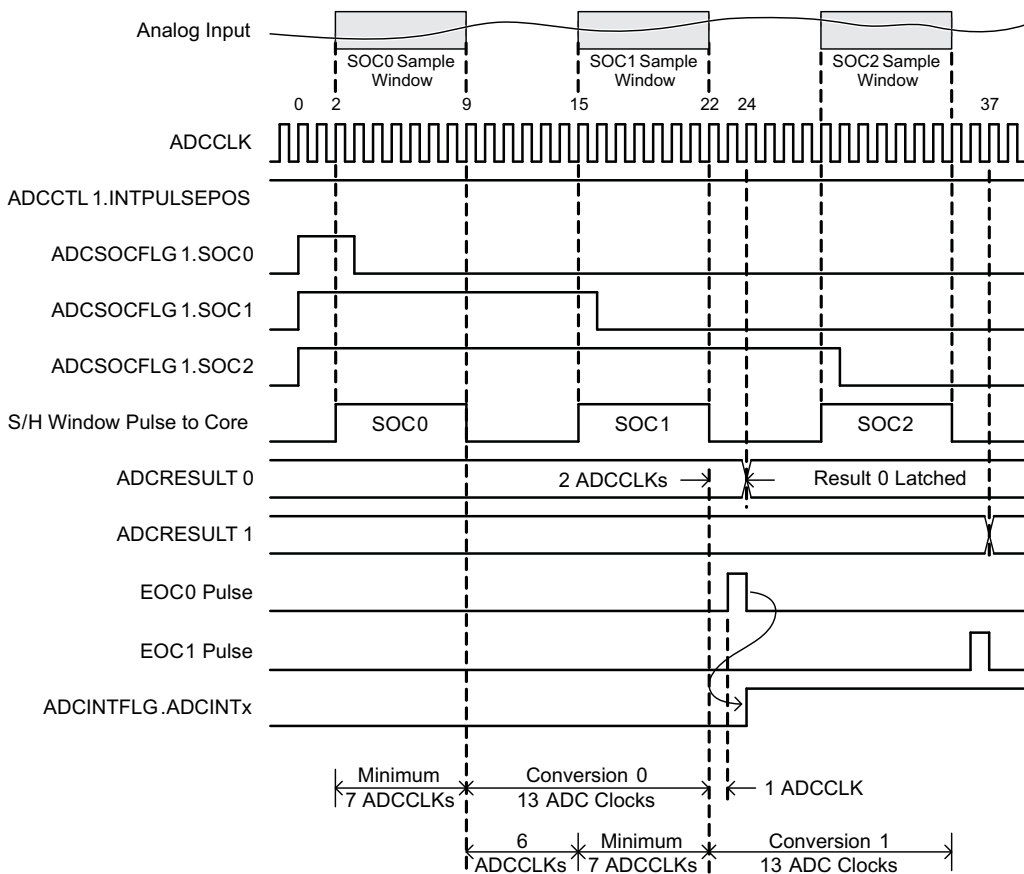 Analog Input
SOC0 Sample
Window
SOC1 Sample
Window
SOC2 Sample
Window
0 2 9 15 22 24 37
ADCCLK
ADCCTL 1.INTPULSEPOS
ADCSOCFLG 1.SOC0
ADCSOCFLG 1.SOC1
ADCSOCFLG 1.SOC2
S/H Window Pulse to Core
SOC0
SOC1
SOC2
ADCRESULT 0
2 ADCCLKs
Result 0 Latched
ADCRESULT 1
EOC0 Pulse
EOC1 Pulse
ADCINTFLG.ADCINTx
Minimum
7 ADCCLKs
Conversion 0
13 ADC Clocks
1 ADCCLK
6
ADCCLKs
Minimum
7 ADCCLKs
Conversion 1
13 ADC Clocks